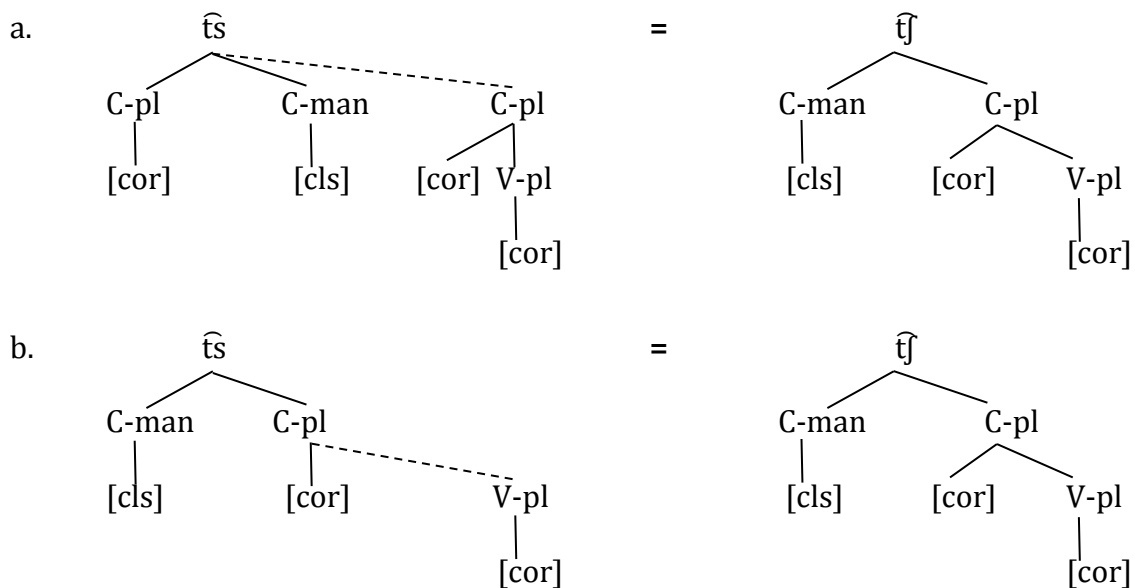 a. t͡s = t͡ʃ
C-pl C-man C-pl C-man C-pl
[cor] [cls] [cor] V-pl [cls] [cor] V-pl
[cor] [cor]
b. t͡s = t͡ʃ
C-man C-pl C-man C-pl
[cls] [cor] V-pl [cls] [cor] V-pl
[cor] [cor]